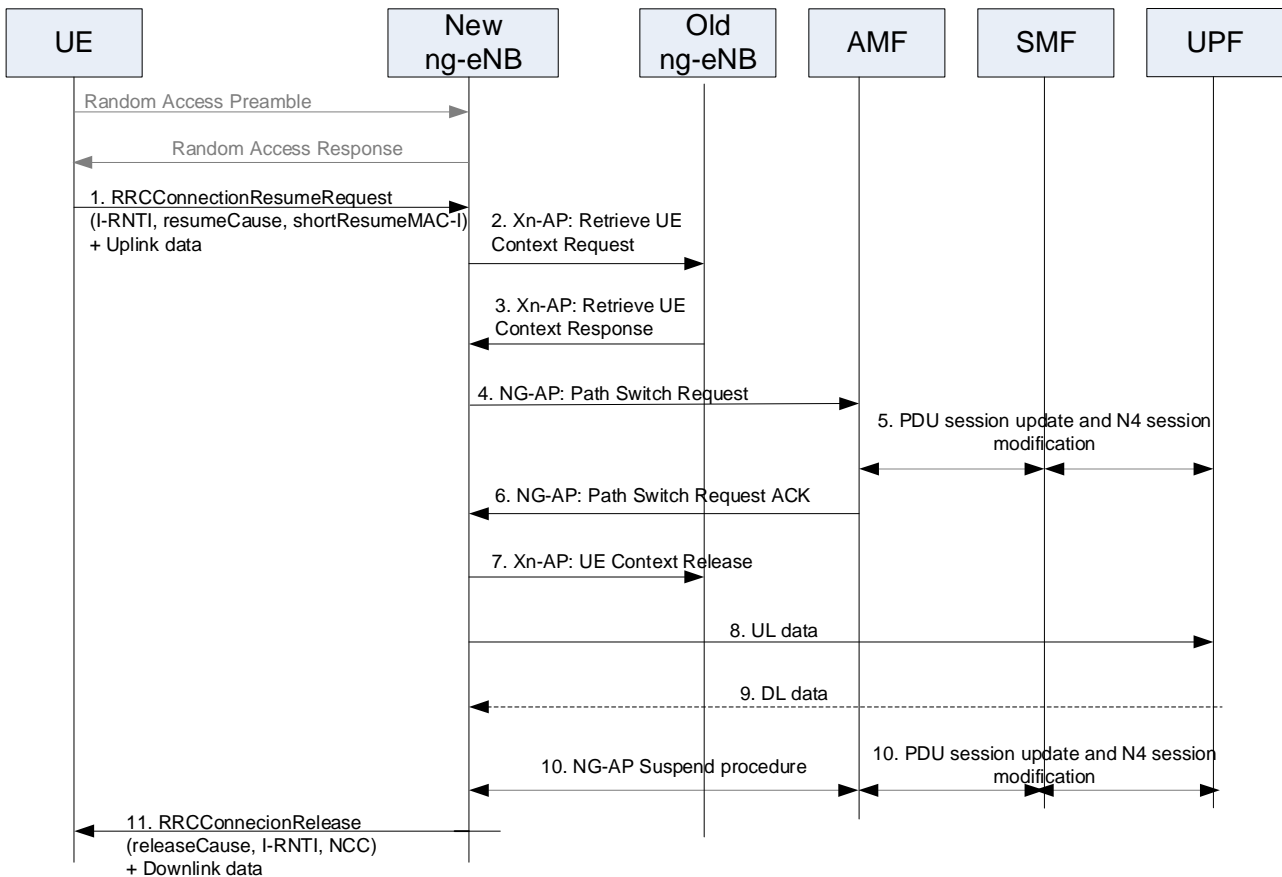 UE
New
ng-eNB
Old
ng-eNB
AMF
SMF
UPF
Random Access Preamble
Random Access Response
1. RRCConnectionResumeRequest
(I-RNTI, resumeCause, shortResumeMAC-I)
+ Uplink data
2. Xn-AP: Retrieve UE
Context Request
3. Xn-AP: Retrieve UE
Context Response
4. NG-AP: Path Switch Request
5. PDU session update and N4 session
modification
6. NG-AP: Path Switch Request ACK
7. Xn-AP: UE Context Release
8. UL data
9. DL data
10. NG-AP Suspend procedure
10. PDU session update and N4 session
modification
11. RRCConnecionRelease
(releaseCause, I-RNTI, NCC)
+ Downlink data